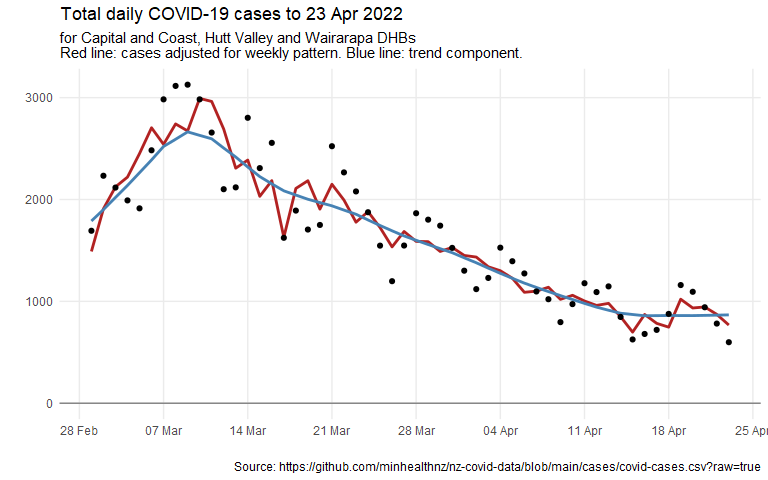 Total daily COVID-19 cases to 23 Apr 2022
for Capital and Coast, Hutt Valley and Wairarapa DHBs
Red line: cases adjusted for weekly pattern. Blue line: trend component.
3000
2000
1000
0
28 Feb 07 Mar 14 Mar 21 Mar 28 Mar 04 Apr 11 Apr 18 Apr 25 Apr
Source: https://github.com/minhealthnz/nz-covid-data/blob/main/cases/covid-cases.csv?raw=true